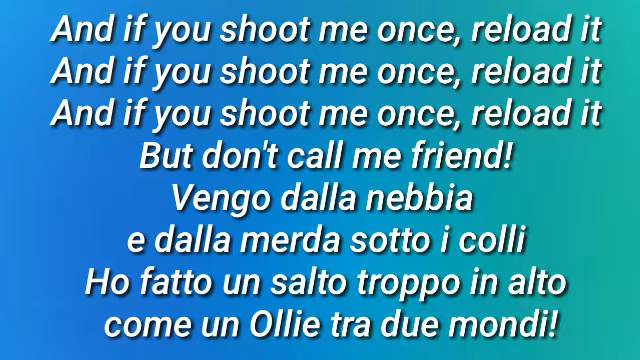 And if you shoot me once, reload it
And if you shoot me once, reload it
And if you shoot me once, reload it
But don't call me friend!
Vengo dalla nebbia
e dalla merda sotto i colli
Ho fatto un salto troppo in alto
come un Ollie tra due mondi!